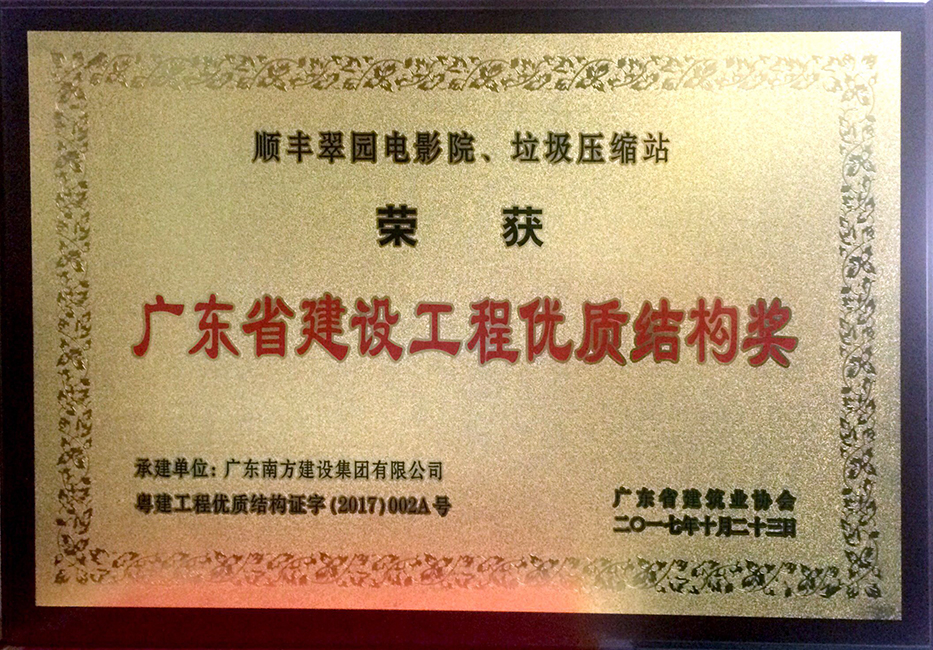 顺丰翠园电影院、垃圾压缩站
荣 获
广东省建设工程优质结构奖
承建单位：广东南方建设集团有限公司
粤建工程优质结构证字(2017)002A号
广东省建筑业协会
二〇一七年十月二十三日